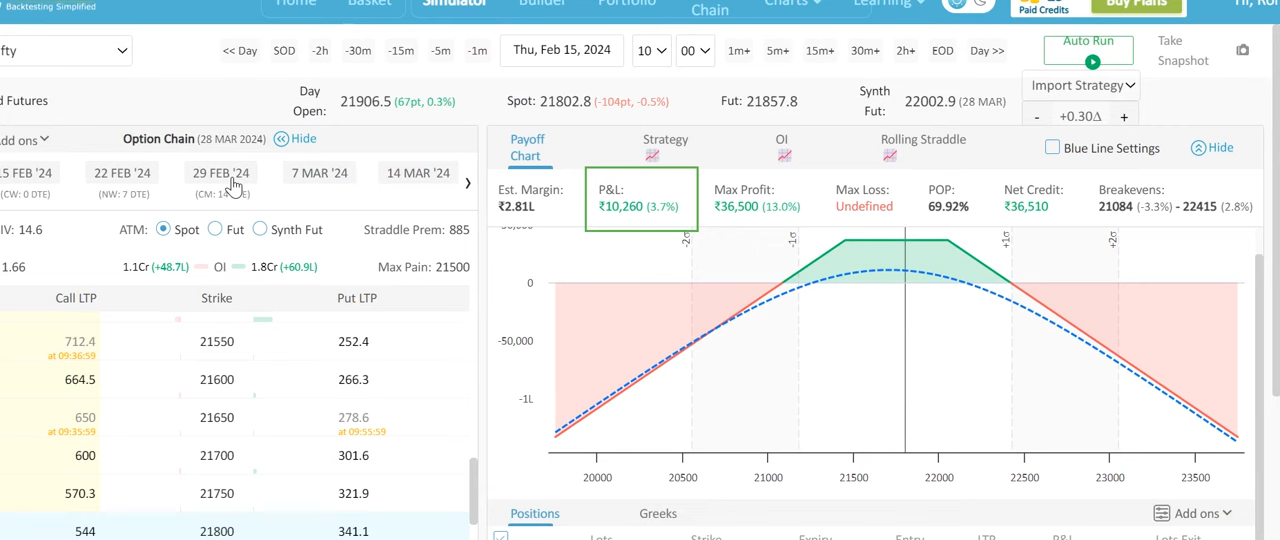 Backtesting Simplified
Home
Basket
Simulator
Builder
Portfolio
Chain
Charts
Learning
Paid Credits
Buy Plans
fty
<< Day
SOD
-2h
-30m
-15m
-5m
-1m
Thu, Feb 15, 2024
10
00
1m+
5m+
15m+
30m+
2h+
EOD
Day >>
Auto Run
Take
Snapshot
d Futures
Day
Open:
21906.5 (67pt, 0.3%)
Spot: 21802.8 (-104pt, -0.5%)
Fut: 21857.8
Synth
Fut:
22002.9 (28 MAR)
Import Strategy
- +0.30Δ +
dd ons
Option Chain (28 MAR 2024)
Hide
15 FEB '24
(CW: 0 DTE)
22 FEB '24
(NW: 7 DTE)
29 FEB '24
7 MAR '24
14 MAR '24
IV: 14.6
ATM: Spot Fut Synth Fut
Straddle Prem: 885
1.66
1.1Cr (+48.7L) OI 1.8Cr (+60.9L)
Max Pain: 21500
Call LTP
Strike
Put LTP
712.4
at 09:36:59
21550
252.4
664.5
21600
266.3
650
at 09:35:59
21650
278.6
at 09:55:59
600
21700
301.6
570.3
21750
321.9
544
21800
341.1
Payoff
Chart
Strategy
OI
Rolling Straddle
Blue Line Settings
Hide
Est. Margin:
₹2.81L
P&L:
₹10,260 (3.7%)
Max Profit:
₹36,500 (13.0%)
Max Loss:
Undefined
POP:
69.92%
Net Credit:
₹36,510
Breakevens:
21084 (-3.3%) - 22415 (2.8%)
-2σ
-1σ
+1σ
+2σ
0
-50,000
-1L
20000
20500
21000
21500
22000
22500
23000
23500
Positions
Greeks
Add ons
Lots
Strike
Expiry
Entry
LTP
P&L
Lots Exit